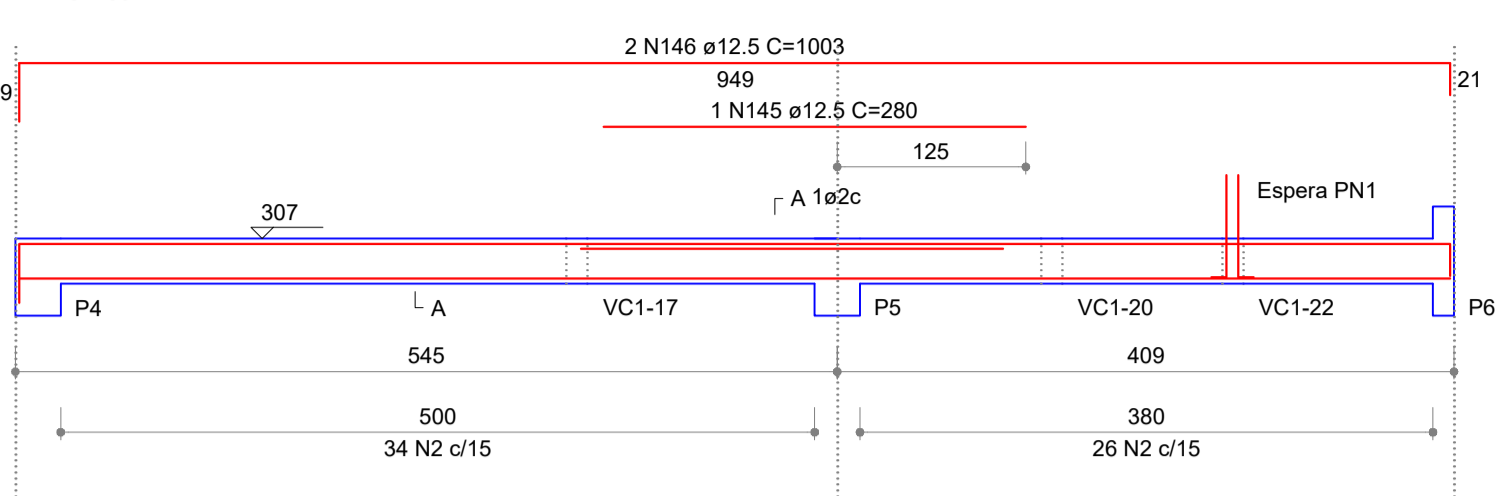 2 N146 ø12.5 C=1003
9
949
21
1 N145 ø12.5 C=280
125
A 1ø2c
Espera PN1
307
P4
A
VC1-17
P5
VC1-20
VC1-22
P6
545
409
500
380
34 N2 c/15
26 N2 c/15